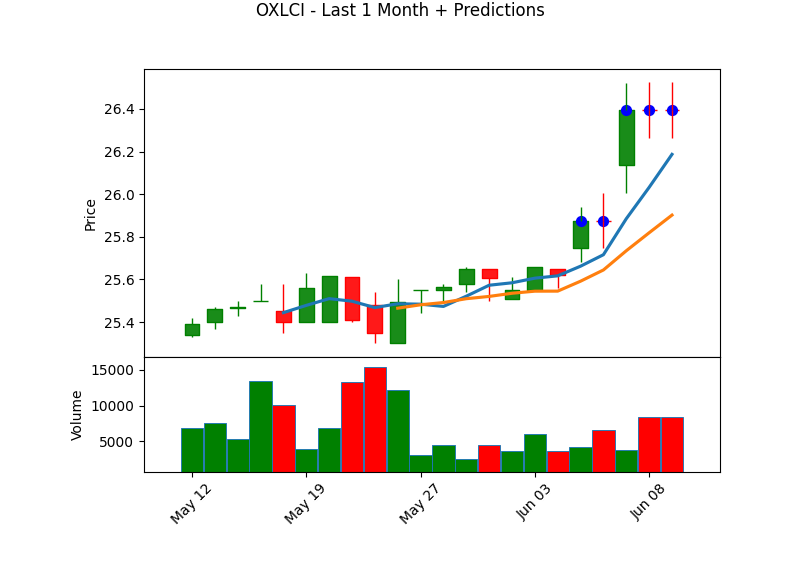 OXLCI - Last 1 Month + Predictions
Price
26.4
26.2
26.0
25.8
25.6
25.4
Volume
15000
10000
5000
May 12
May 19
May 27
Jun 03
Jun 08